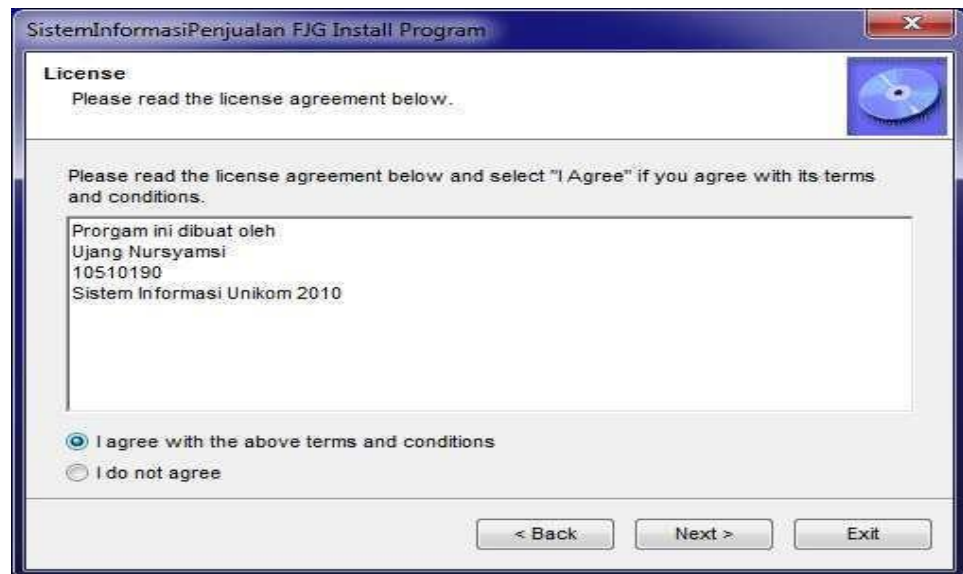 SistemInformasiPenjualan FJG Install Program
License
Please read the license agreement below.
Please read the license agreement below and select "I Agree" if you agree with its terms
and conditions.
Prorgam ini dibuat oleh
Ujang Nursyamsi
10510190
Sistem Informasi Unikom 2010
I agree with the above terms and conditions
I do not agree
< Back Next > Exit